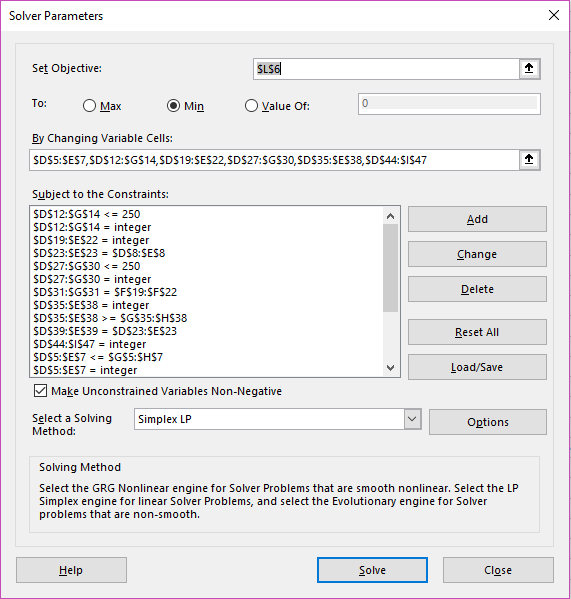 Solver Parameters
Set Objective:
$L$6
To:
Max
Min
Value Of:
0
By Changing Variable Cells:
$D$5:$E$7,$D$12:$G$14,$D$19:$E$22,$D$27:$G$30,$D$35:$E$38,$D$44:$I$47
Subject to the Constraints:
$D$12:$G$14 <= 250
$D$12:$G$14 = integer
$D$19:$E$22 = integer
$D$23:$E$23 = $D$8:$E$8
$D$27:$G$30 <= 250
$D$27:$G$30 = integer
$D$31:$G$31 = $F$19:$F$22
$D$35:$E$38 = integer
$D$35:$E$38 >= $G$35:$H$38
$D$39:$E$39 = $D$23:$E$23
$D$44:$I$47 = integer
$D$5:$E$7 <= $G$5:$H$7
$D$5:$E$7 = integer
Add
Change
Delete
Reset All
Load/Save
Make Unconstrained Variables Non-Negative
Select a Solving
Method:
Simplex LP
Options
Solving Method
Select the GRG Nonlinear engine for Solver Problems that are smooth nonlinear. Select the LP
Simplex engine for linear Solver Problems, and select the Evolutionary engine for Solver
problems that are non-smooth.
Help
Solve
Close